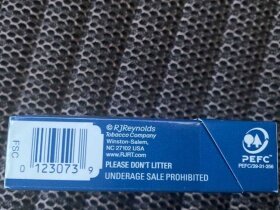 © RJReynolds
Tobacco Company
Winston-Salem,
NC 27102 USA
www.RJRT.com
PLEASE DON'T LITTER
UNDERAGE SALE PROHIBITED
FSC
0 123073 9
PEFC
PEFC/29-31-356